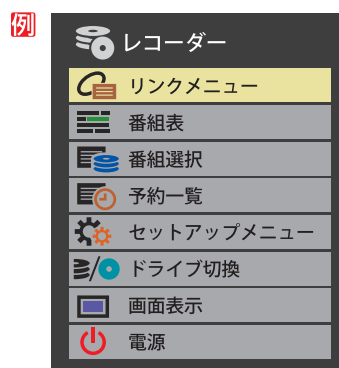 例
レコーダー
リンクメニュー
番組表
番組選択
予約一覧
セットアップメニュー
ドライブ切換
画面表示
電源